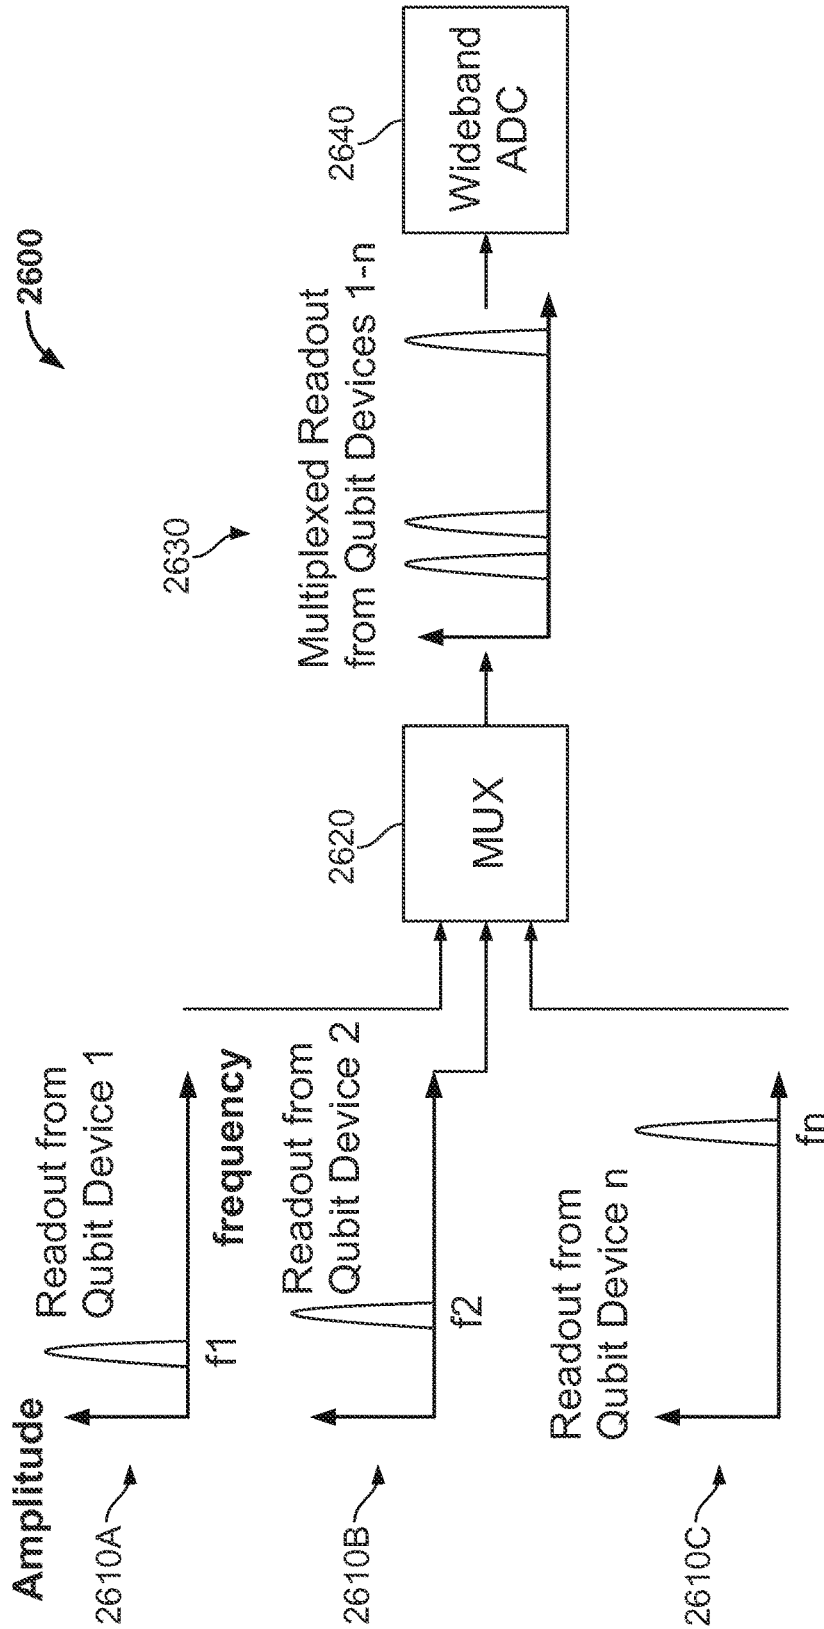 2600
Amplitude
2610A
Readout from
Qubit Device 1
f1
frequency
2610B
Readout from
Qubit Device 2
f2
2610C
Readout from
Qubit Device n
fn
2620
MUX
2630
Multiplexed Readout
from Qubit Devices 1-n
2640
Wideband
ADC